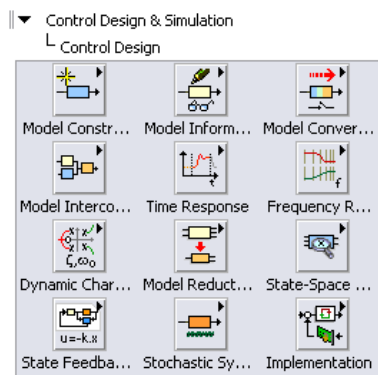 Control Design & Simulation
Control Design
Model Constr... Model Inform... Model Conver...
t f
Model Interco... Time Response Frequency R...
ζ,ω₀
Dynamic Char... Model Reduct... State-Space ...
u=-k.x
State Feedba... Stochastic Sy... Implementation